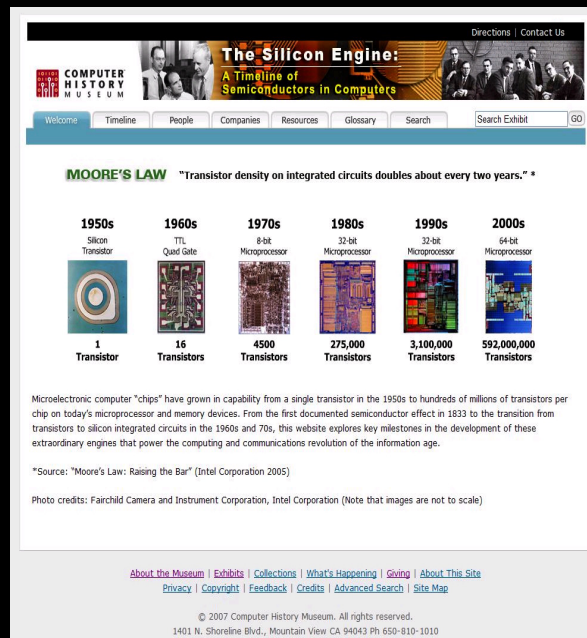 Directions | Contact Us
COMPUTER
HISTORY
MUSEUM
The Silicon Engine:
A Timeline of
Semiconductors in Computers
Welcome Timeline People Companies Resources Glossary Search Search Exhibit GO
MOORE'S LAW "Transistor density on integrated circuits doubles about every two years." *
1950s 1960s 1970s 1980s 1990s 2000s
Silicon TTL 8-bit 32-bit 32-bit 64-bit
Transistor Quad Gate Microprocessor Microprocessor Microprocessor Microprocessor
1 16 4500 275,000 3,100,000 592,000,000
Transistor Transistors Transistors Transistors Transistors Transistors
Microelectronic computer "chips" have grown in capability from a single transistor in the 1950s to hundreds of millions of transistors per
chip on today's microprocessor and memory devices. From the first documented semiconductor effect in 1833 to the transition from
transistors to silicon integrated circuits in the 1960s and 70s, this website explores key milestones in the development of these
extraordinary engines that power the computing and communications revolution of the information age.
*Source: "Moore's Law: Raising the Bar" (Intel Corporation 2005)
Photo credits: Fairchild Camera and Instrument Corporation, Intel Corporation (Note that images are not to scale)
About the Museum | Exhibits | Collections | What's Happening | Giving | About This Site
Privacy | Copyright | Feedback | Credits | Advanced Search | Site Map
© 2007 Computer History Museum. All rights reserved.
1401 N. Shoreline Blvd., Mountain View CA 94043 Ph 650-810-1010